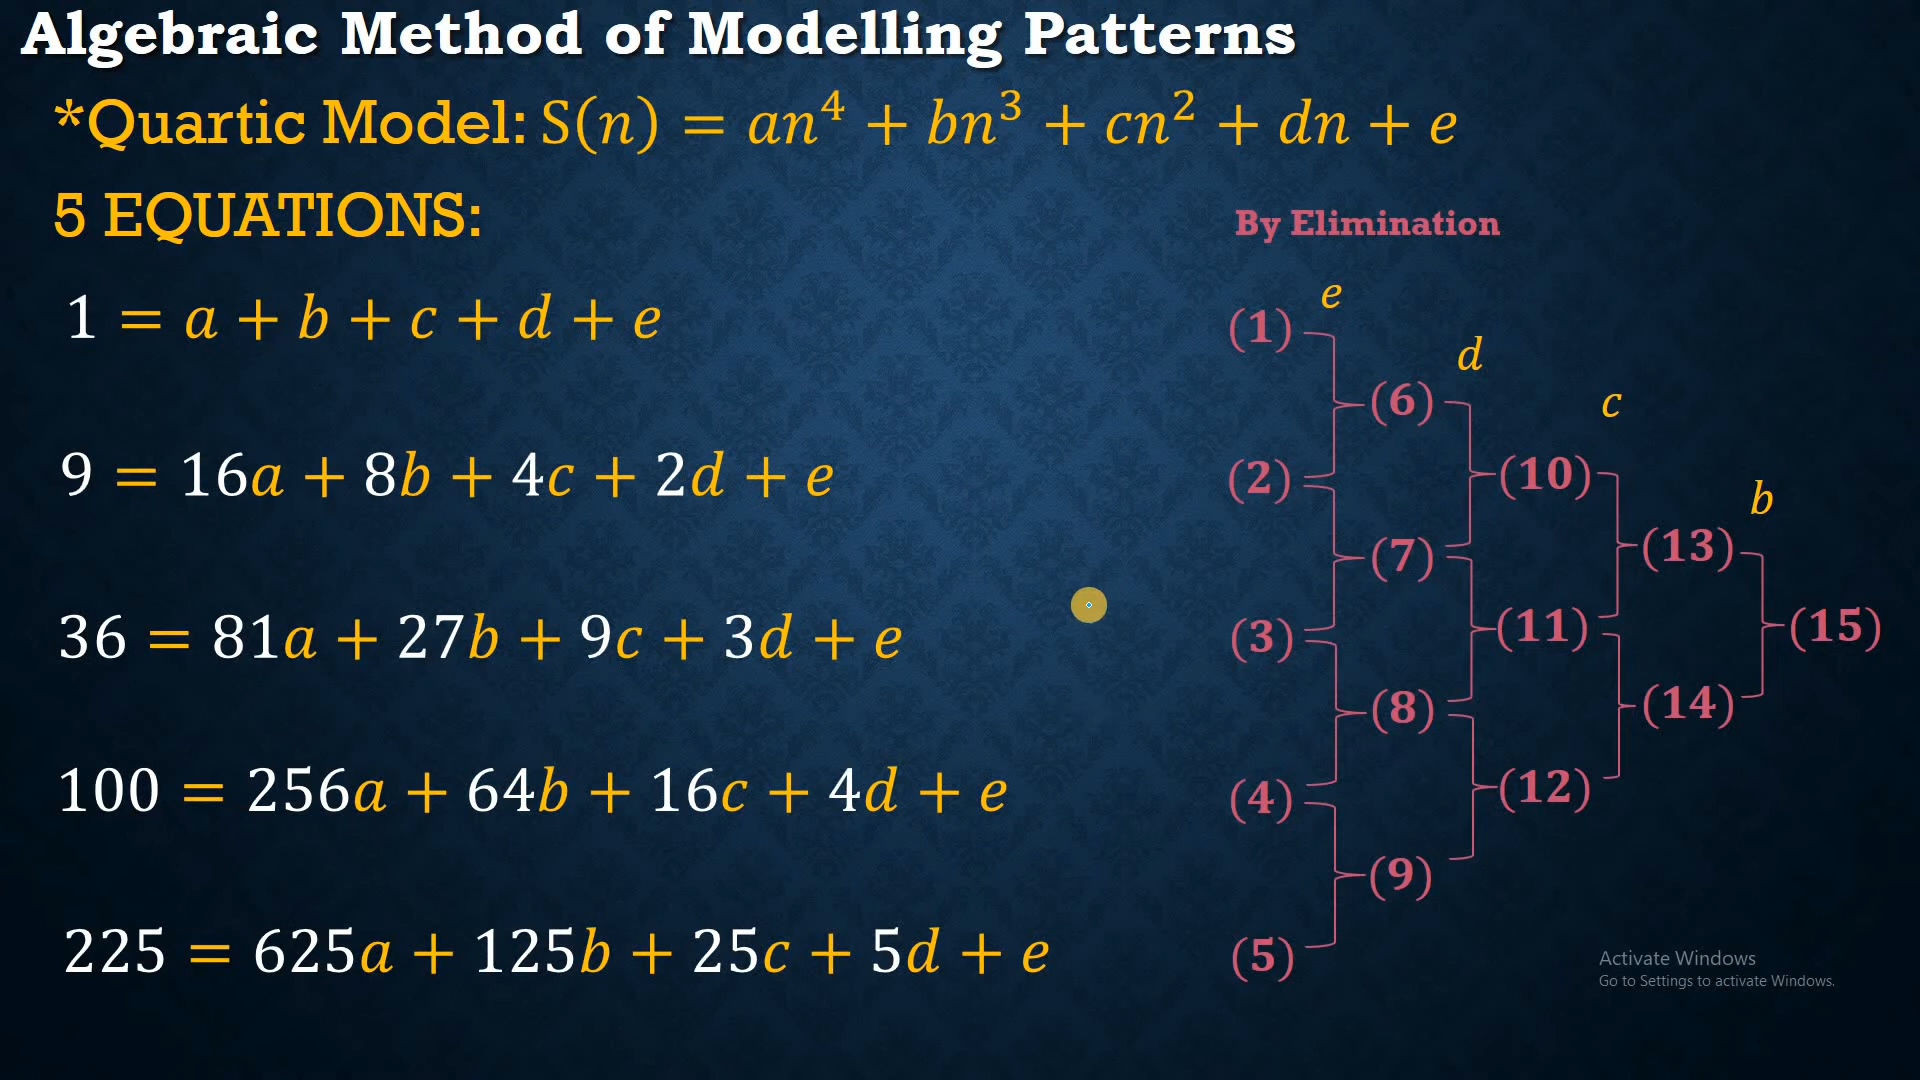 Algebraic Method of Modelling Patterns
*Quartic Model: S(n) = an⁴ + bn³ + cn² + dn + e
5 EQUATIONS:
By Elimination
1 = a + b + c + d + e
(1)
e
(6)
d
c
9 = 16a + 8b + 4c + 2d + e
(2)
(10)
b
(7)
(13)
36 = 81a + 27b + 9c + 3d + e
(3)
(11)
(15)
(8)
(14)
100 = 256a + 64b + 16c + 4d + e
(4)
(12)
(9)
225 = 625a + 125b + 25c + 5d + e
(5)
Activate Windows
Go to Settings to activate Windows.